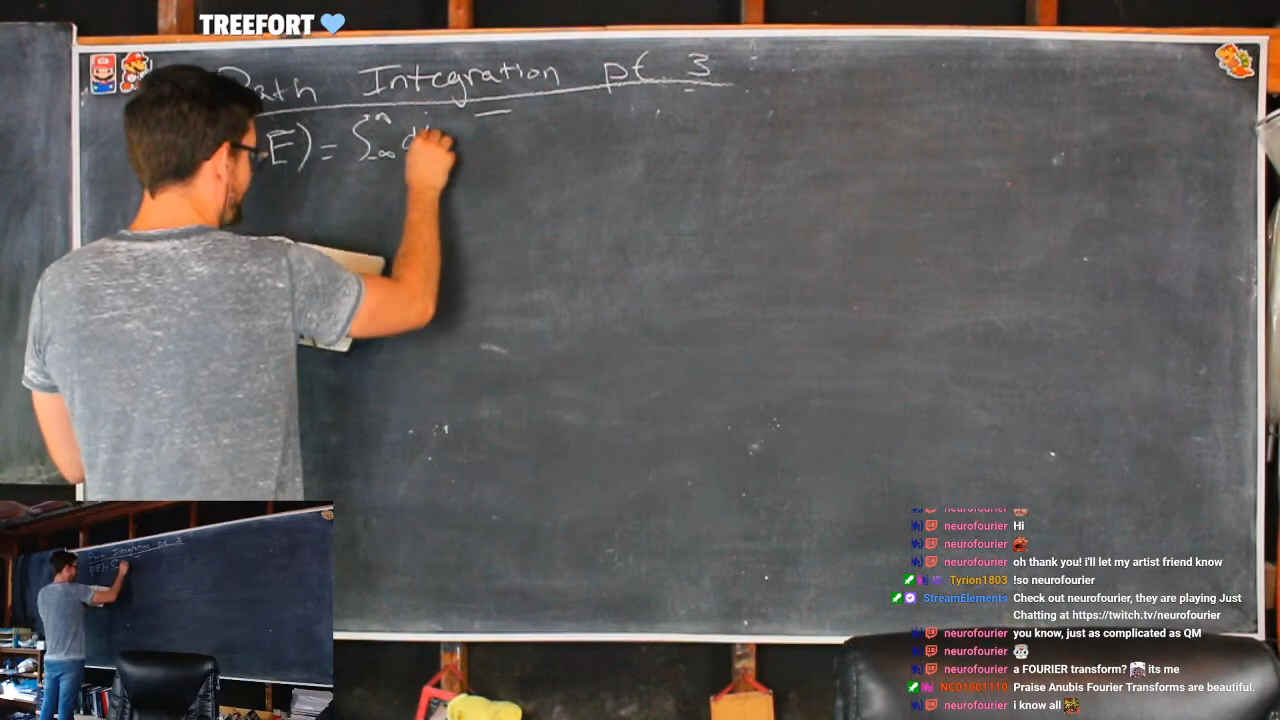 TREEFORT 🩵
Path Integration pt. 3
E) = ∫_{-∞}^{∞} d
neurofourier
neurofourier Hi
neurofourier
neurofourier oh thank you! i'll let my artist friend know
Tyrion1803 !so neurofourier
StreamElements Check out neurofourier, they are playing Just
Chatting at https://twitch.tv/neurofourier
neurofourier you know, just as complicated as QM
neurofourier
neurofourier a FOURIER transform? its me
NC01001110 Praise Anubis Fourier Transforms are beautiful.
neurofourier i know all